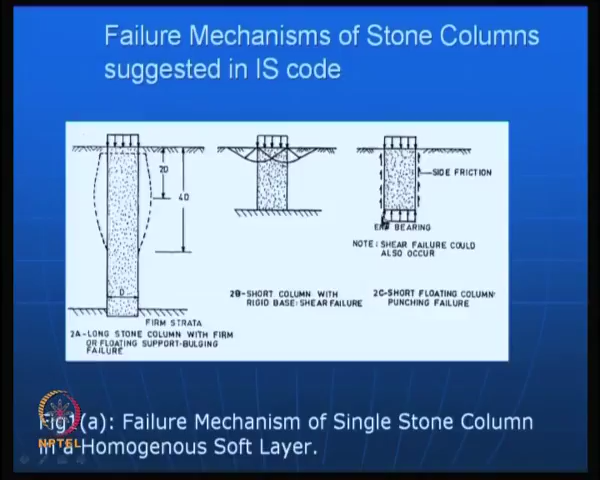 Failure Mechanisms of Stone Columns
suggested in IS code
2D
4D
D
FIRM STRATA
2A-LONG STONE COLUMN WITH FIRM
OR FLOATING SUPPORT-BULGING
FAILURE
2B-SHORT COLUMN WITH
RIGID BASE: SHEAR FAILURE
SIDE FRICTION
END BEARING
NOTE: SHEAR FAILURE COULD
ALSO OCCUR
2C-SHORT FLOATING COLUMN-
PUNCHING FAILURE
Fig1(a): Failure Mechanism of Single Stone Column
in a Homogenous Soft Layer.
NPTEL